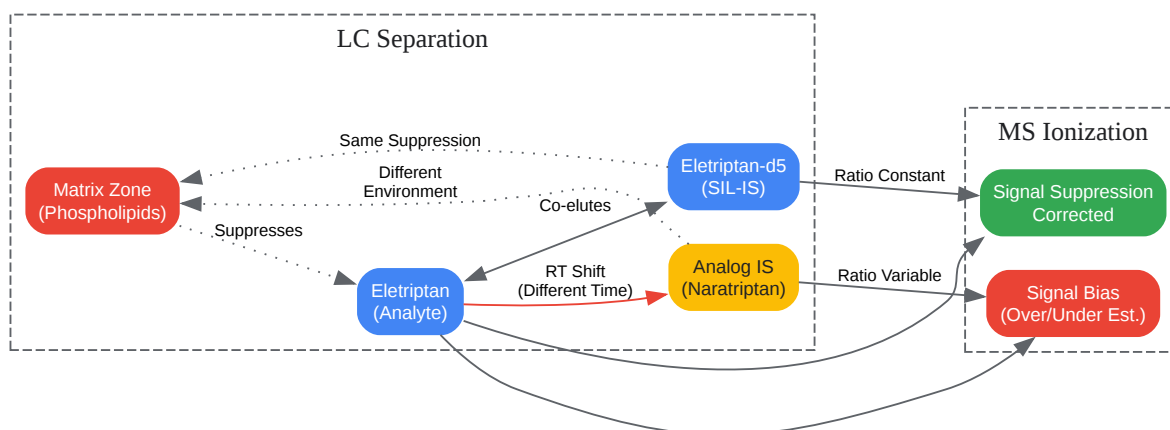 LC Separation
MS Ionization
Same Suppression
Different
Environment
Matrix Zone
(Phospholipids)
Suppresses
Co-elutes
Eletriptan-d5
(SIL-IS)
Ratio Constant
Signal Suppression
Corrected
Eletriptan
(Analyte)
RT Shift
(Different Time)
Analog IS
(Naratriptan)
Ratio Variable
Signal Bias
(Over/Under Est.)